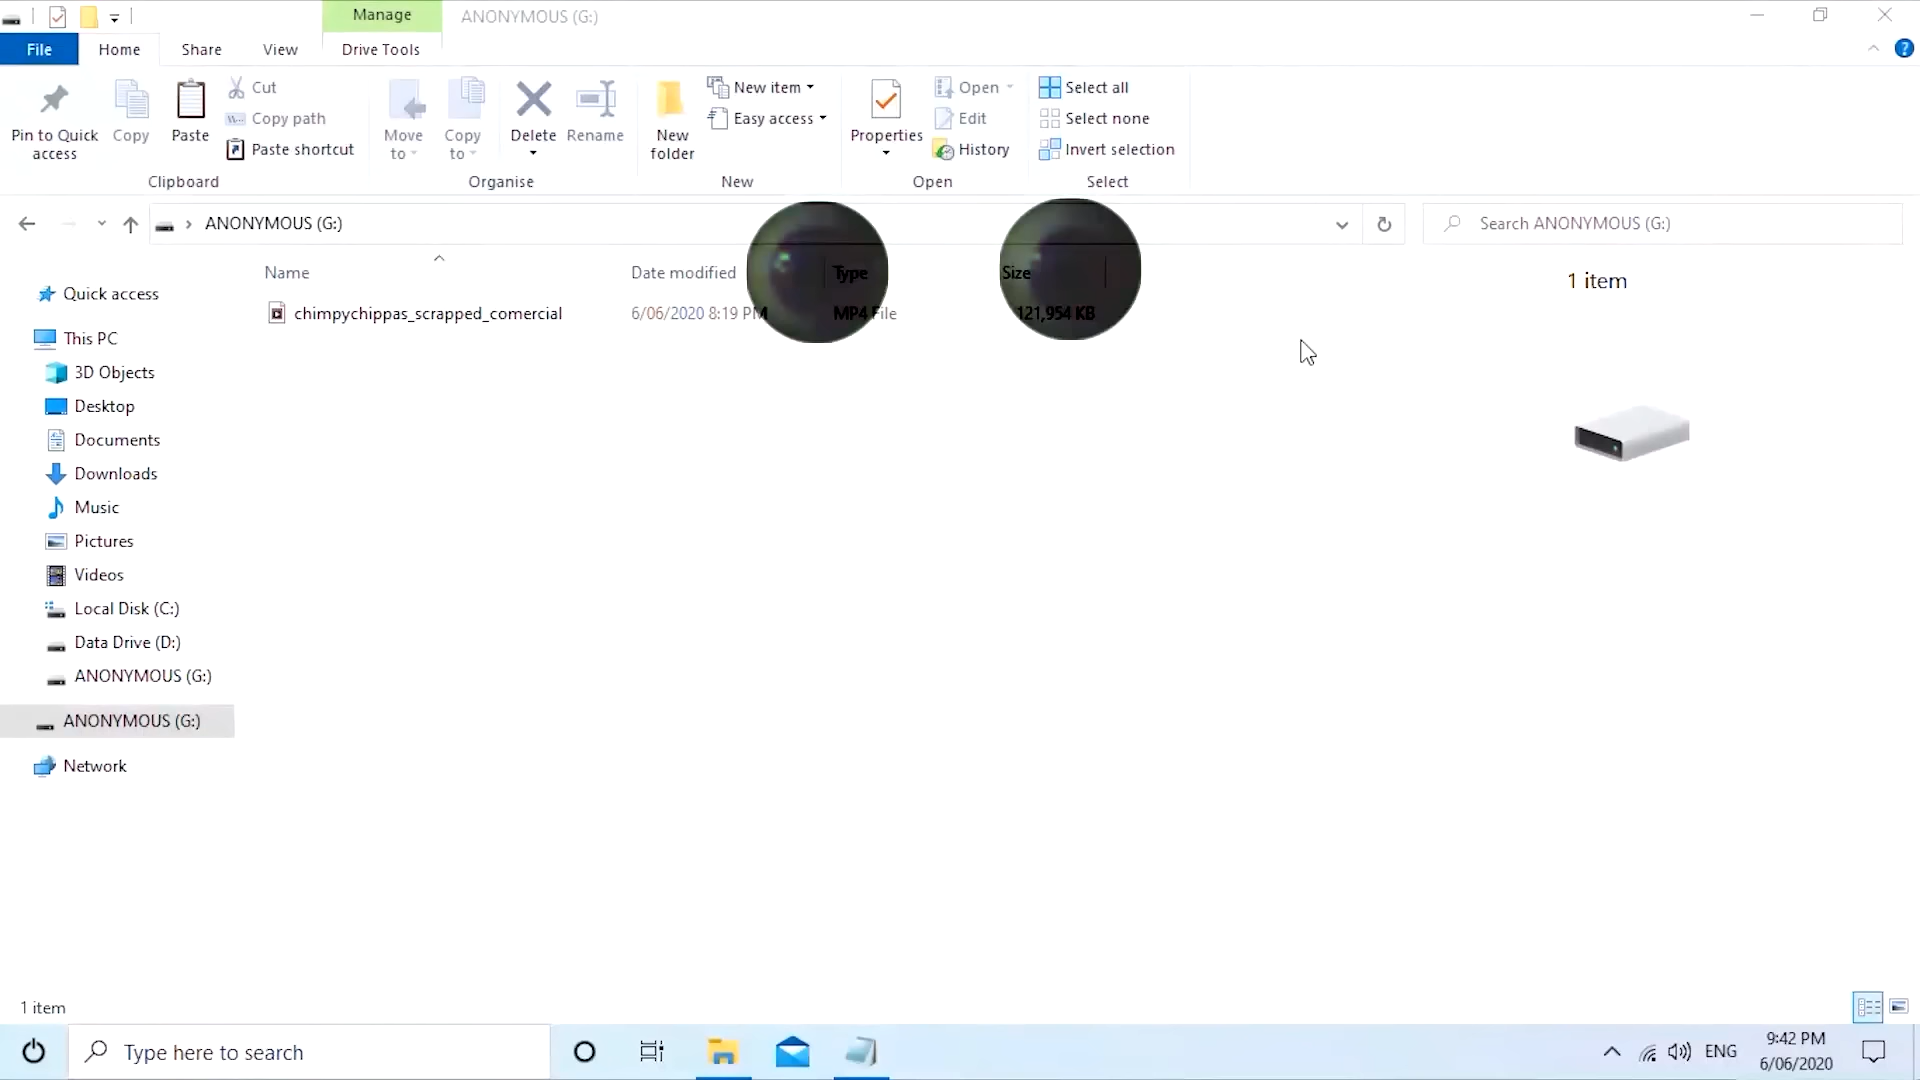 Manage
ANONYMOUS (G:)
File
Home
Share
View
Drive Tools
Pin to Quick
access
Copy
Paste
Cut
Copy path
Paste shortcut
Clipboard
Move
to
Copy
to
Delete
Rename
Organise
New
folder
New item
Easy access
New
Properties
Open
Edit
History
Open
Select all
Select none
Invert selection
Select
ANONYMOUS (G:)
Search ANONYMOUS (G:)
Name
Date modified
Type
Size
chimpychippas_scrapped_comercial
6/06/2020 8:19 PM
MP4 File
121,954 KB
1 item
Quick access
This PC
3D Objects
Desktop
Documents
Downloads
Music
Pictures
Videos
Local Disk (C:)
Data Drive (D:)
ANONYMOUS (G:)
ANONYMOUS (G:)
Network
1 item
Type here to search
ENG
9:42 PM
6/06/2020